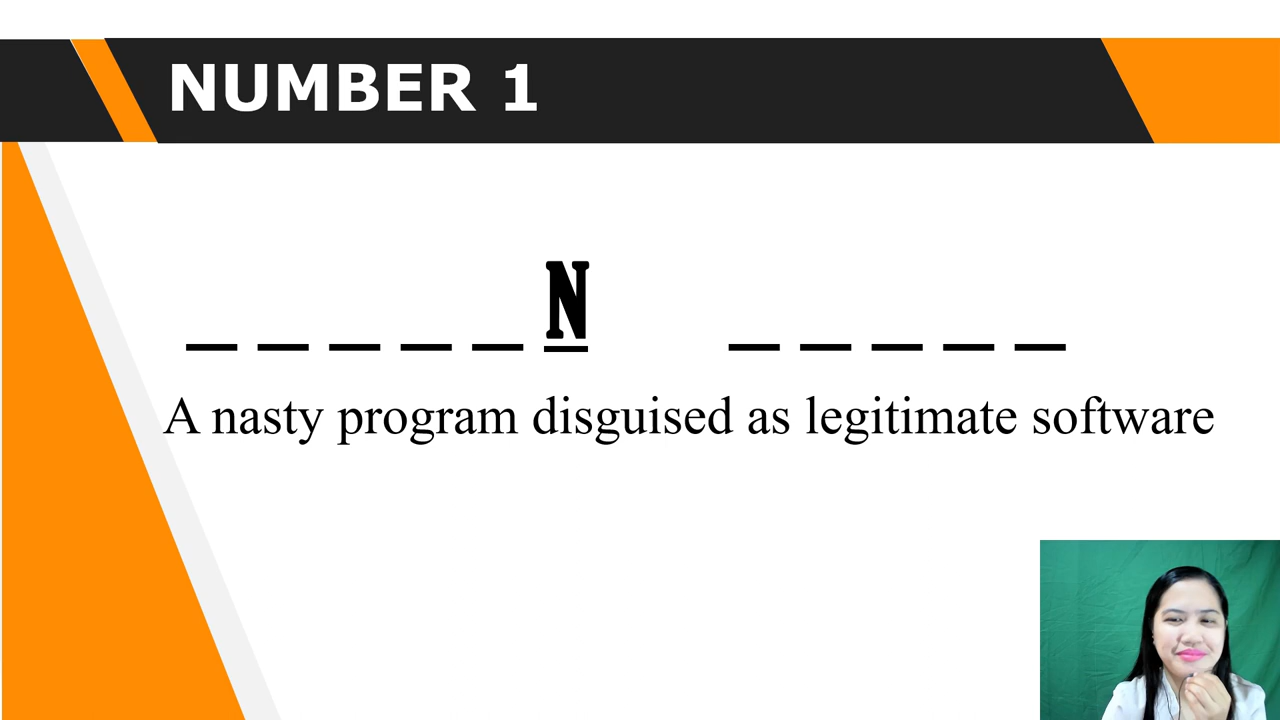 NUMBER 1
_ _ _ _ _ N _ _ _ _ _
A nasty program disguised as legitimate software